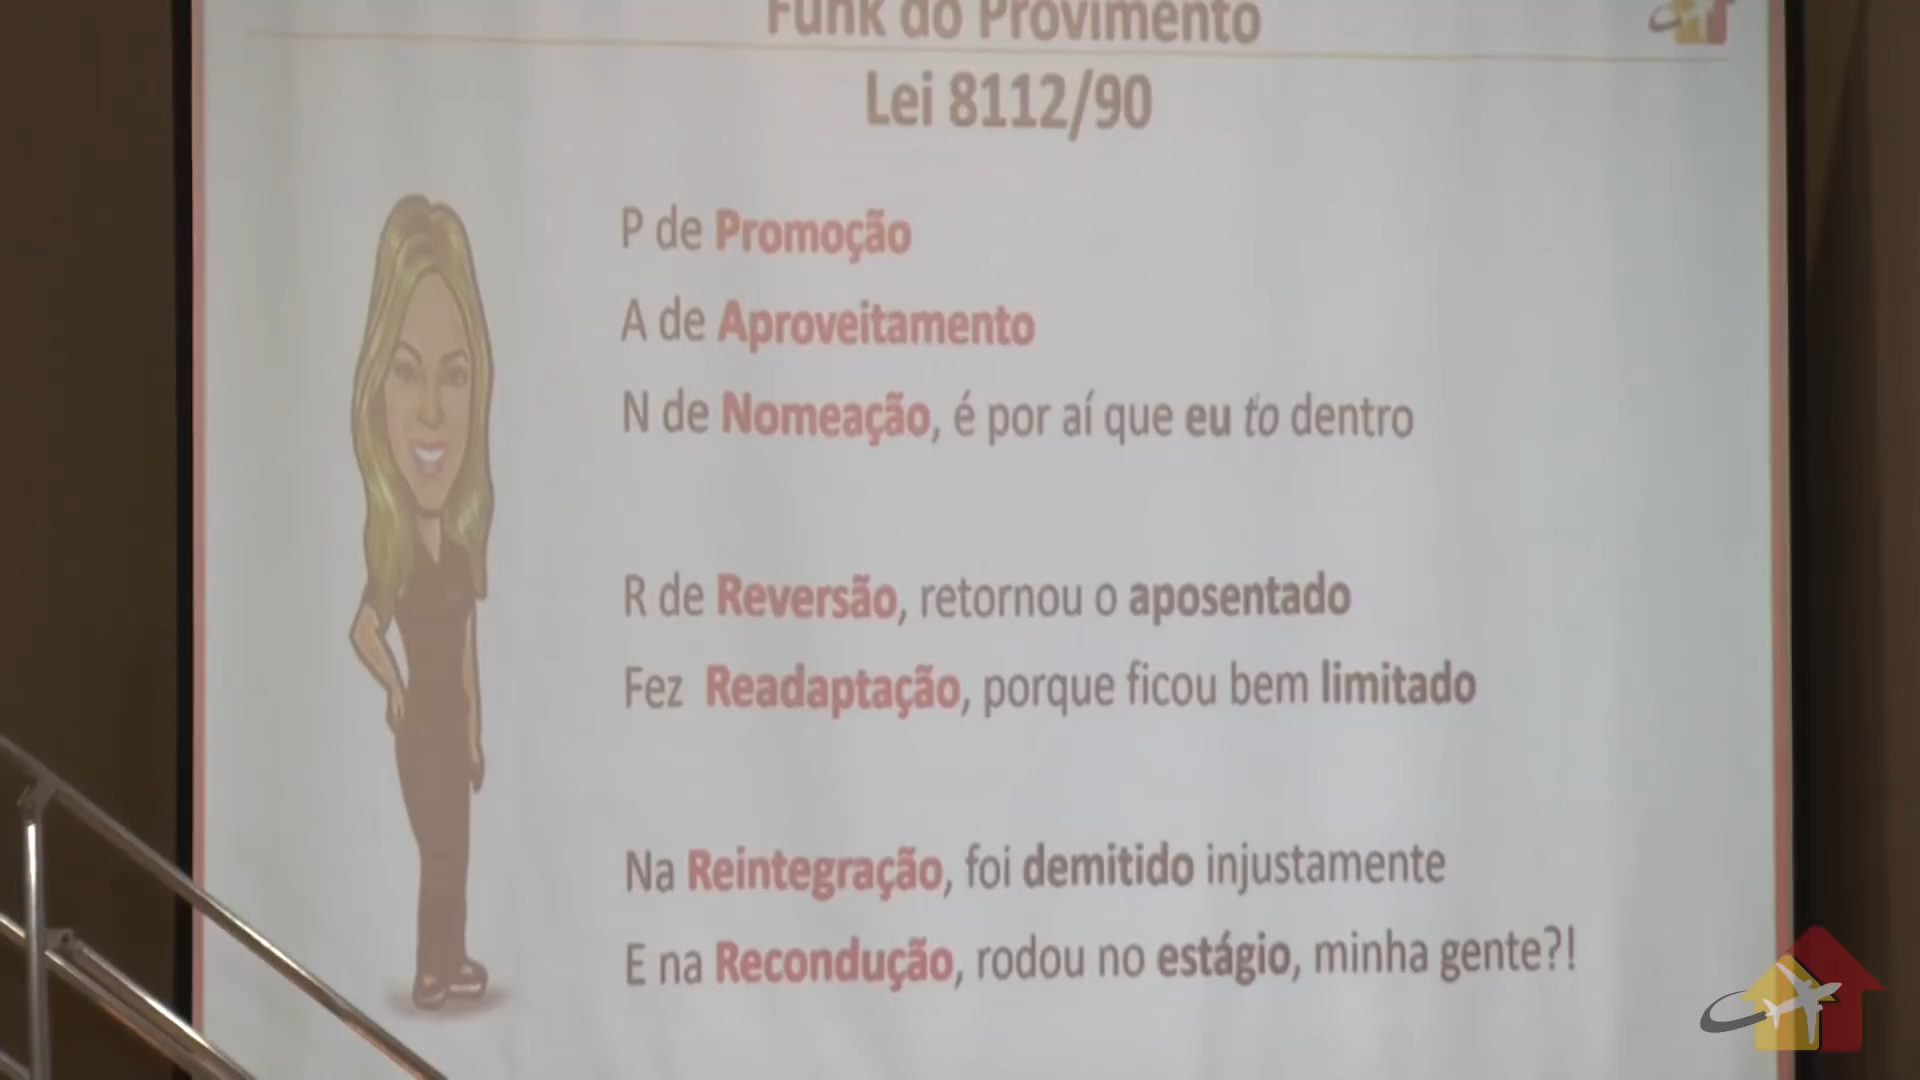 Funk do Provimento
Lei 8112/90
P de Promoção
A de Aproveitamento
N de Nomeação, é por aí que eu to dentro
R de Reversão, retornou o aposentado
Fez Readaptação, porque ficou bem limitado
Na Reintegração, foi demitido injustamente
E na Recondução, rodou no estágio, minha gente?!